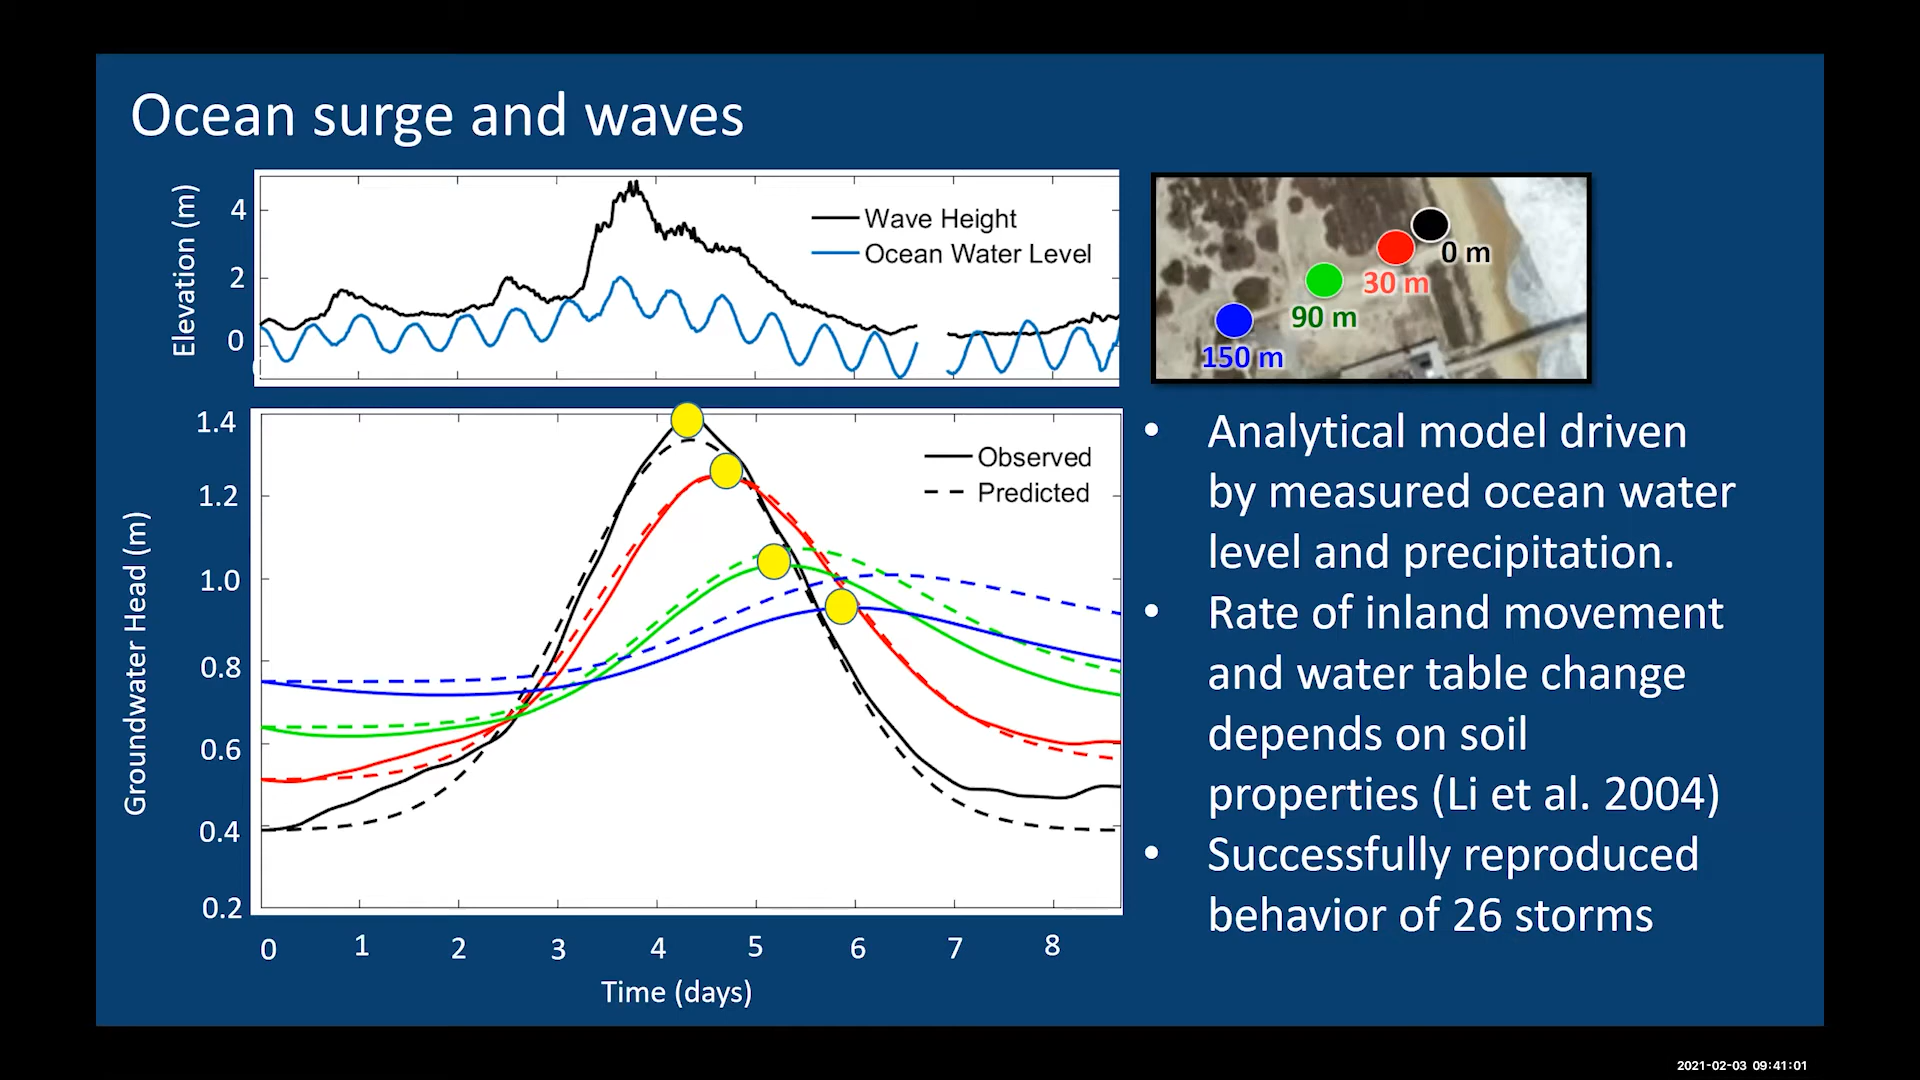 Ocean surge and waves
Elevation (m)
4
2
0
Wave Height
Ocean Water Level
0 m
30 m
90 m
150 m
Groundwater Head (m)
1.4
1.2
1.0
0.8
0.6
0.4
0.2
Observed
Predicted
0 1 2 3 4 5 6 7 8
Time (days)
• Analytical model driven
by measured ocean water
level and precipitation.
• Rate of inland movement
and water table change
depends on soil
properties (Li et al. 2004)
• Successfully reproduced
behavior of 26 storms
2021-02-03 09:41:01